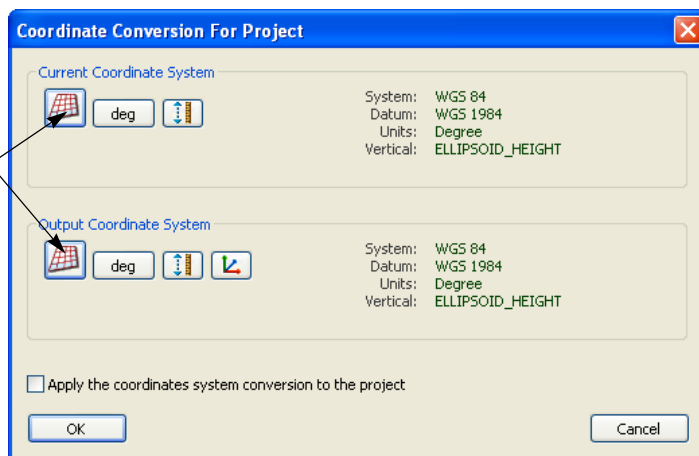 Coordinate Conversion For Project
Current Coordinate System
deg
System: WGS 84
Datum: WGS 1984
Units: Degree
Vertical: ELLIPSOID_HEIGHT
Output Coordinate System
deg
System: WGS 84
Datum: WGS 1984
Units: Degree
Vertical: ELLIPSOID_HEIGHT
Apply the coordinates system conversion to the project
OK Cancel